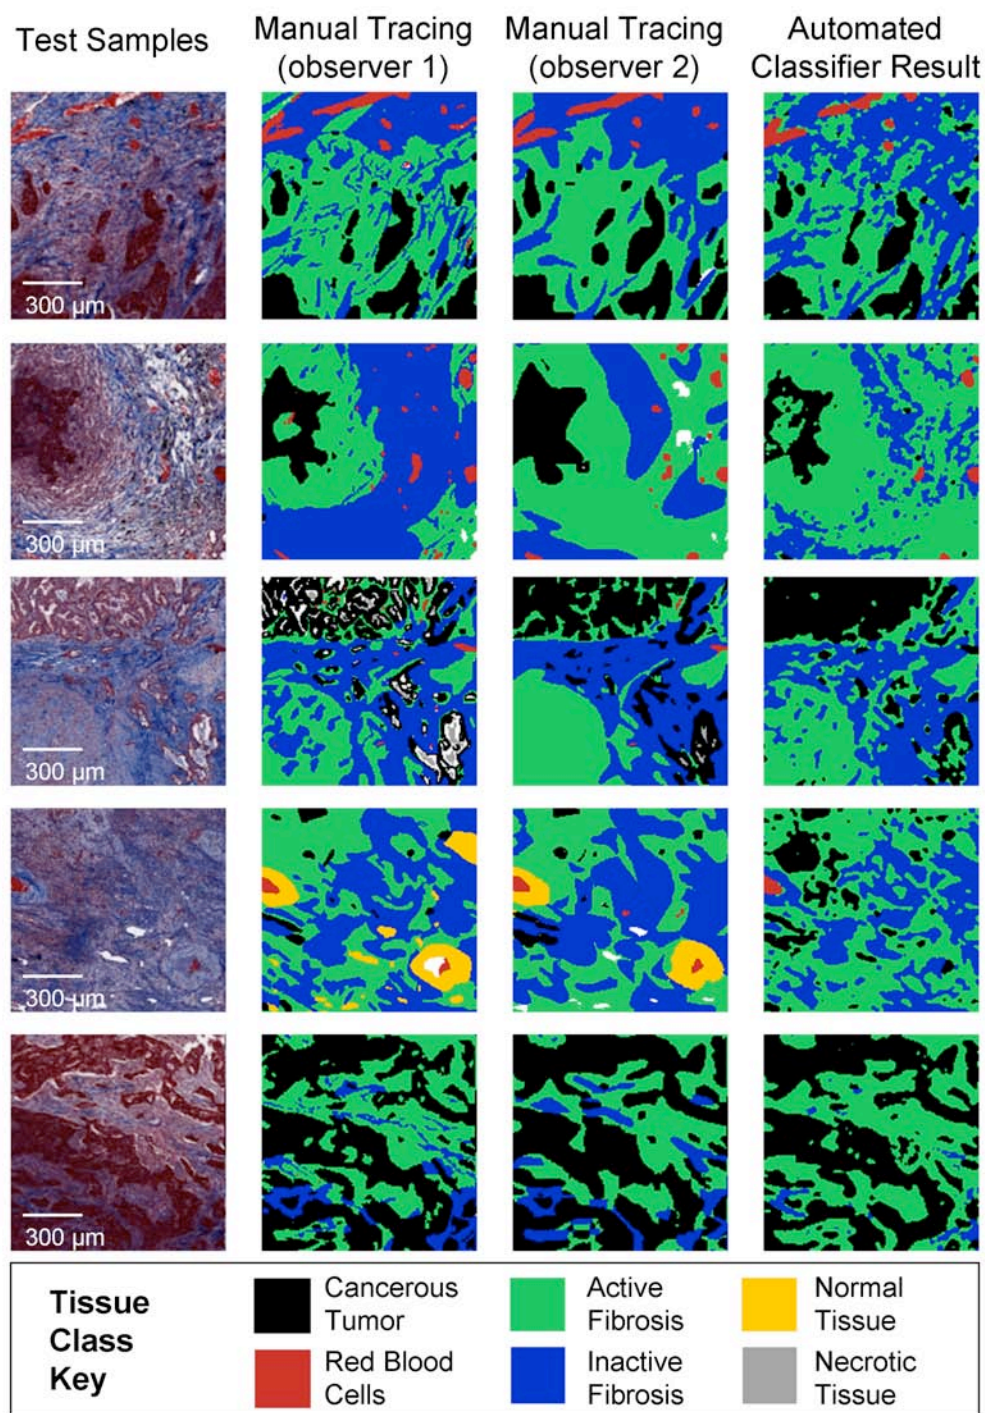 Test Samples
Manual Tracing
(observer 1)
Manual Tracing
(observer 2)
Automated
Classifier Result
300 µm
300 µm
300 µm
300 µm
300 µm
Tissue
Class
Key
Cancerous
Tumor
Active
Fibrosis
Normal
Tissue
Red Blood
Cells
Inactive
Fibrosis
Necrotic
Tissue